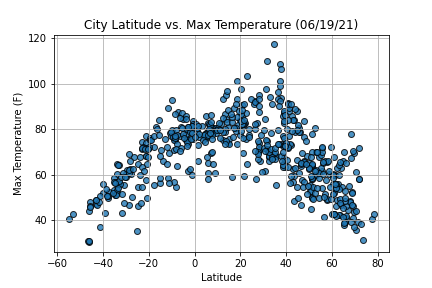 City Latitude vs. Max Temperature (06/19/21)
120
100
80
60
40
Max Temperature (F)
−60 −40 −20 0 20 40 60 80
Latitude